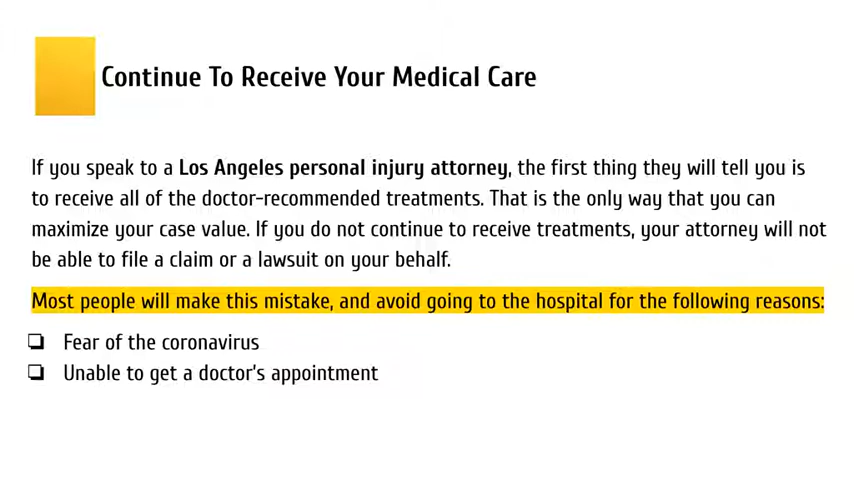 Continue To Receive Your Medical Care
If you speak to a Los Angeles personal injury attorney, the first thing they will tell you is
to receive all of the doctor-recommended treatments. That is the only way that you can
maximize your case value. If you do not continue to receive treatments, your attorney will not
be able to file a claim or a lawsuit on your behalf.
Most people will make this mistake, and avoid going to the hospital for the following reasons:
❏ Fear of the coronavirus
❏ Unable to get a doctor's appointment